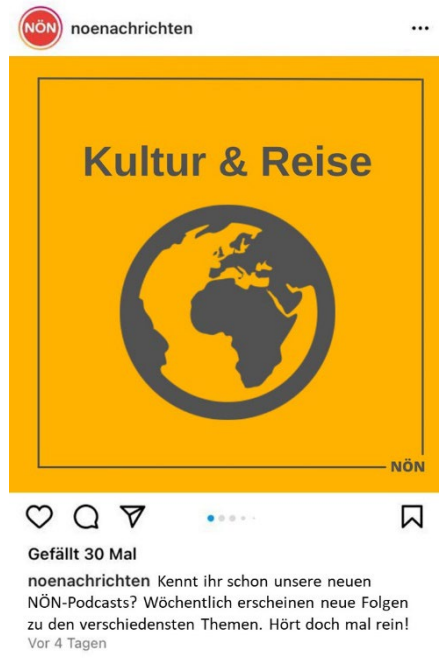 NÖN noenachrichten
Kultur & Reise
NÖN
Gefällt 30 Mal
noenachrichten Kennt ihr schon unsere neuen
NÖN-Podcasts? Wöchentlich erscheinen neue Folgen
zu den verschiedensten Themen. Hört doch mal rein!
Vor 4 Tagen